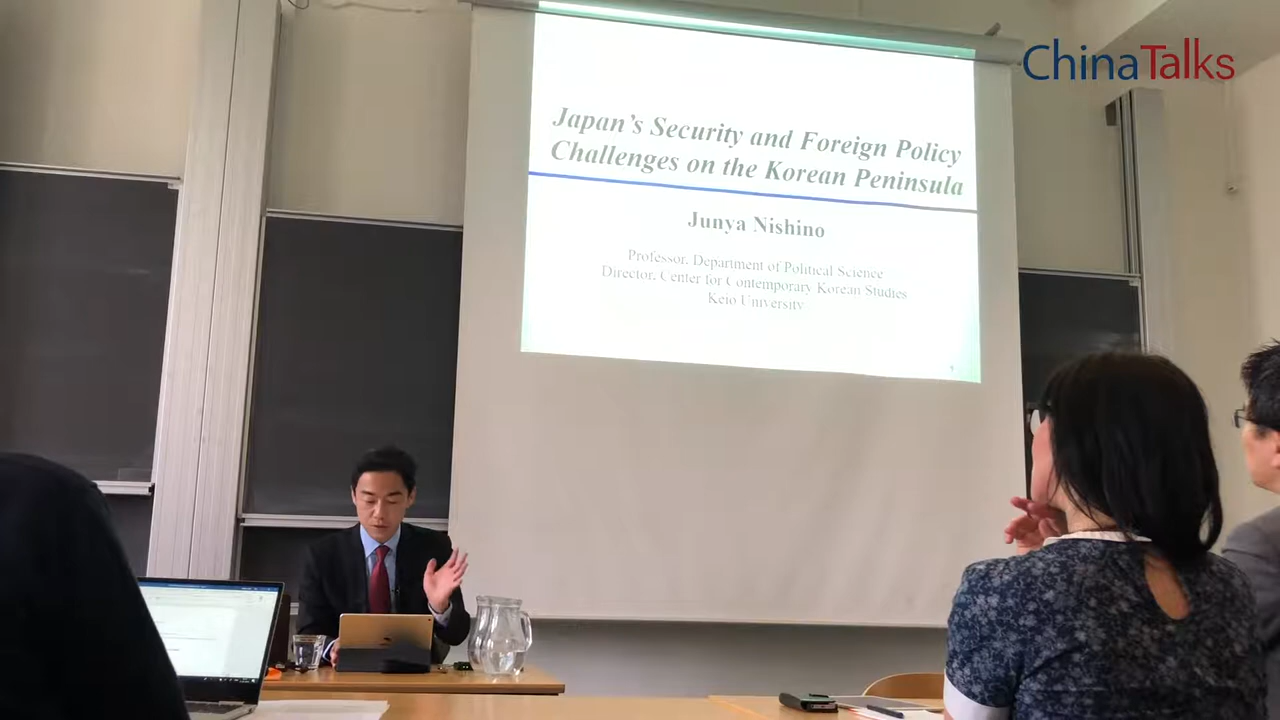 ChinaTalks
Japan's Security and Foreign Policy
Challenges on the Korean Peninsula
Junya Nishino
Professor, Department of Political Science
Director, Center for Contemporary Korean Studies
Keio University